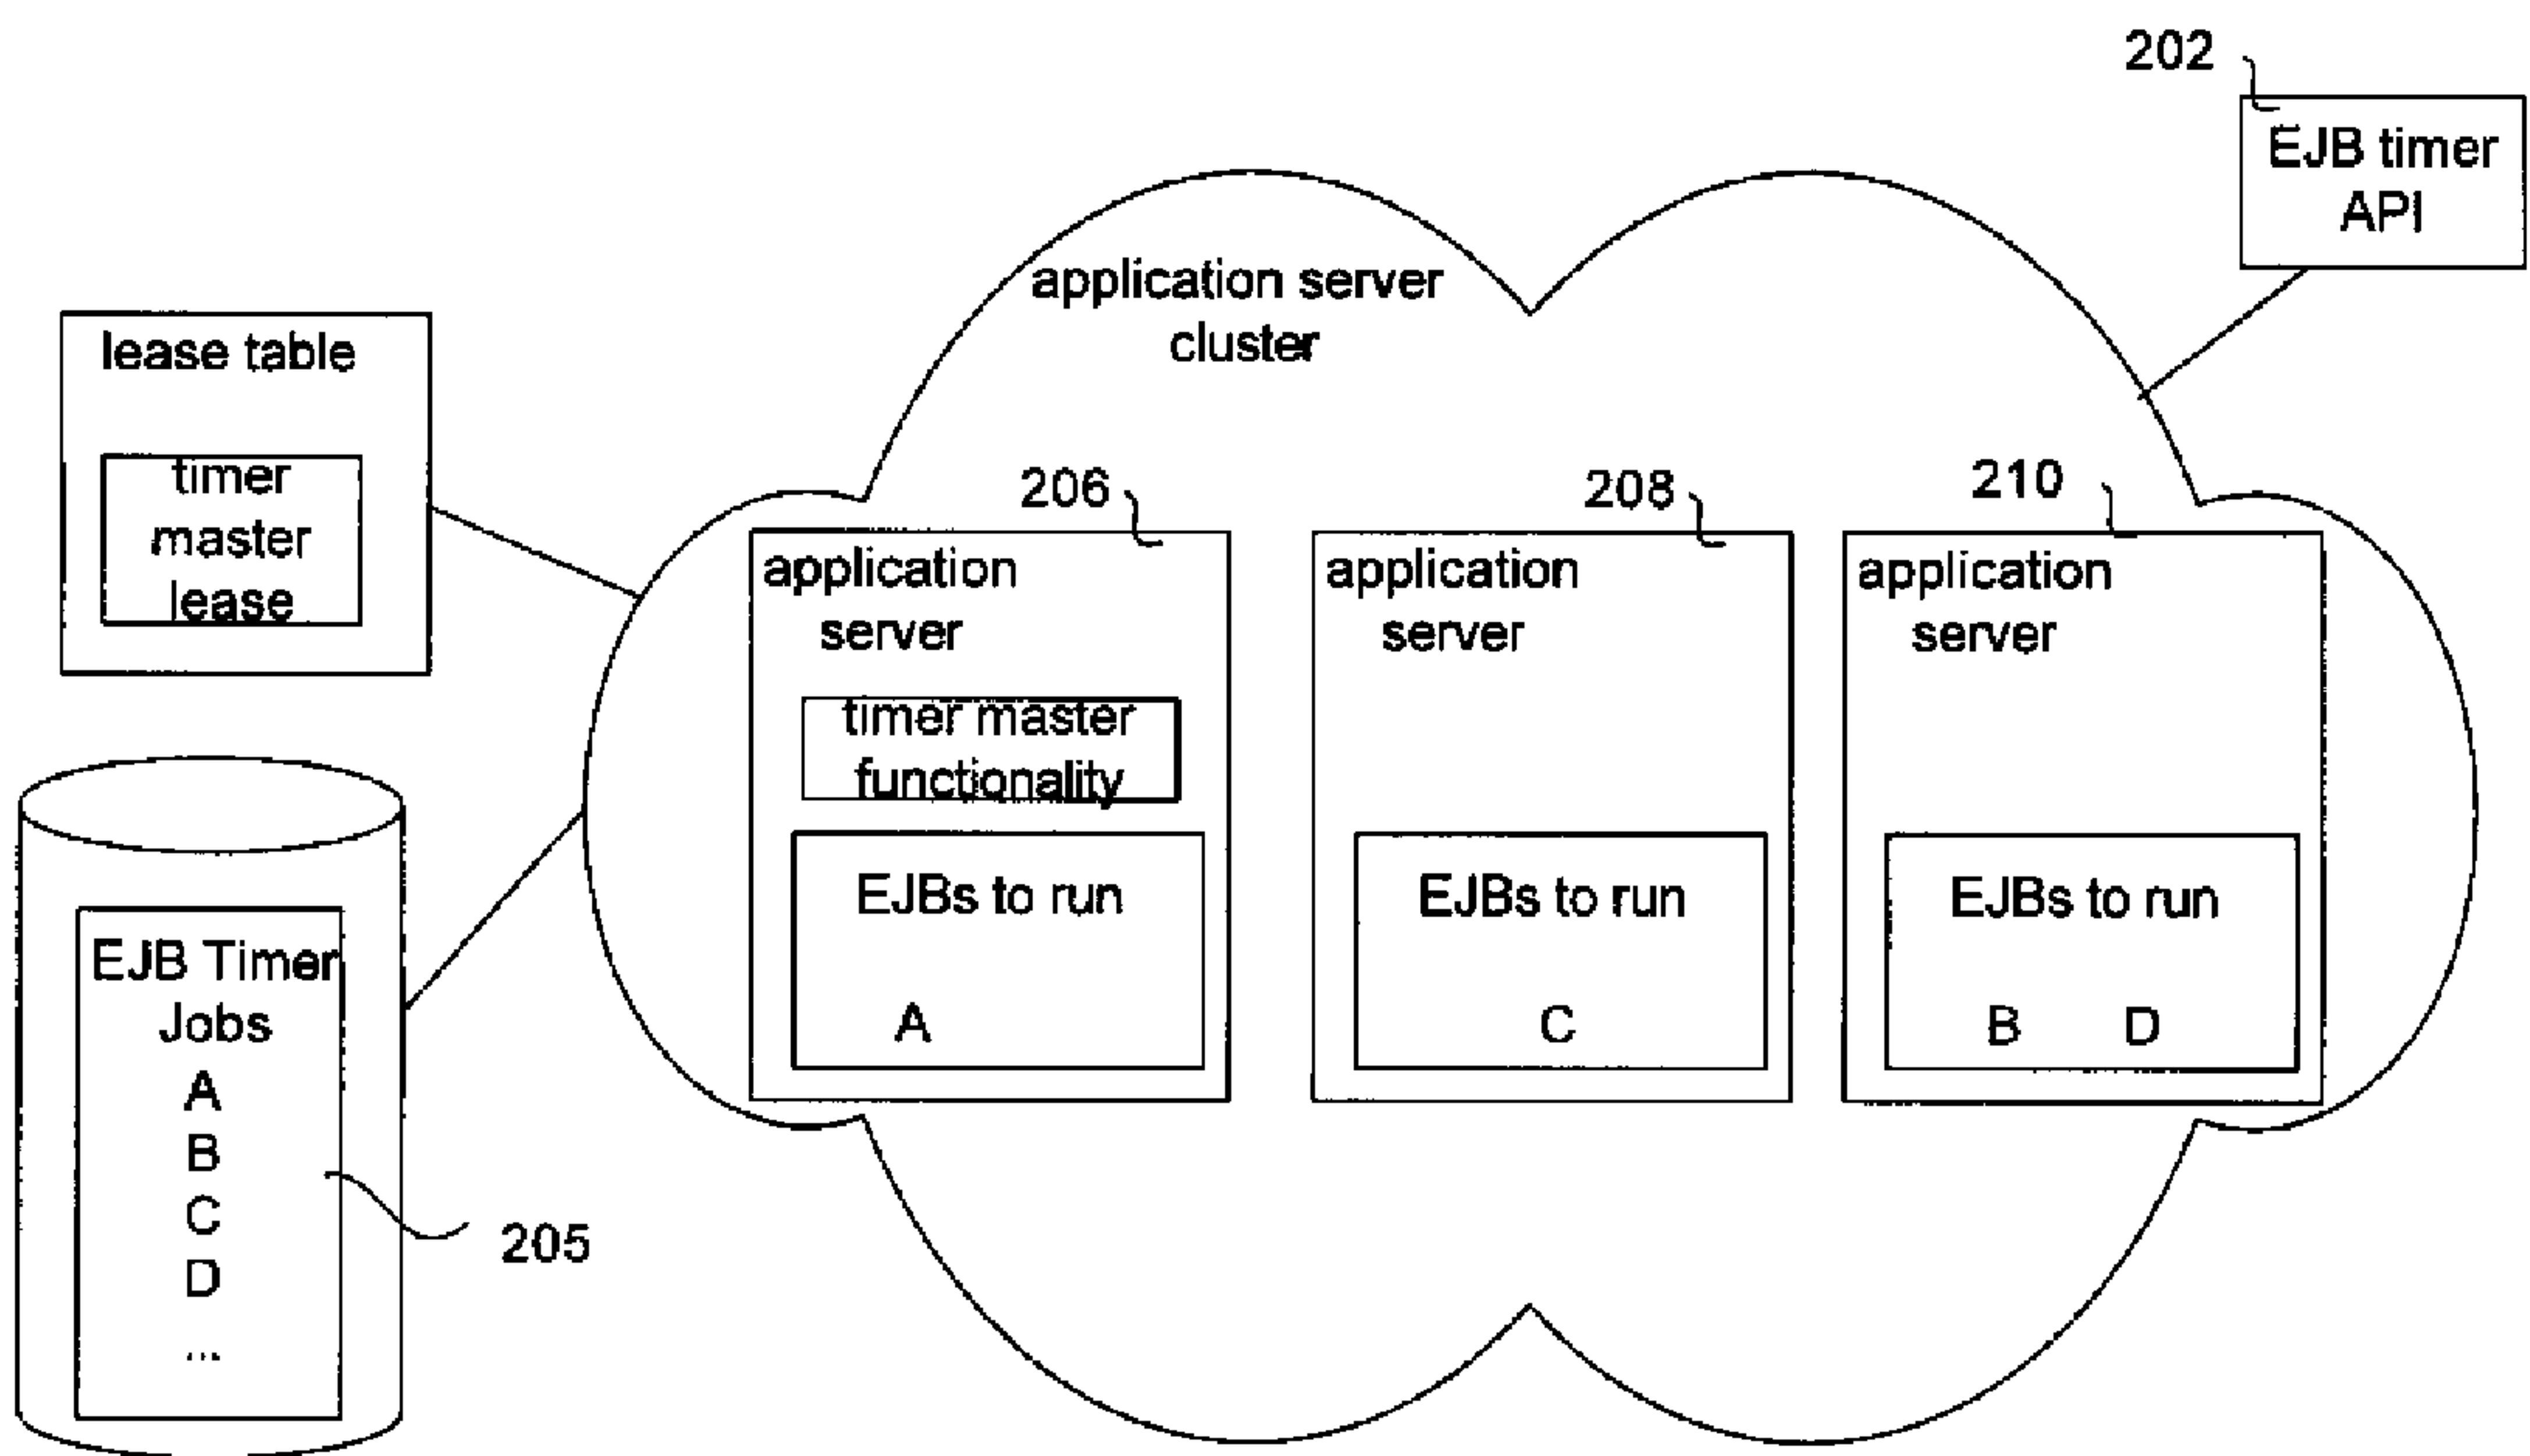 202
EJB timer
API
application server
cluster
lease table
timer
master
lease
206
208
210
application
server
timer master
functionality
EJBs to run
A
application
server
EJBs to run
C
application
server
EJBs to run
B D
EJB Timer
Jobs
A
B
C
D
...
205